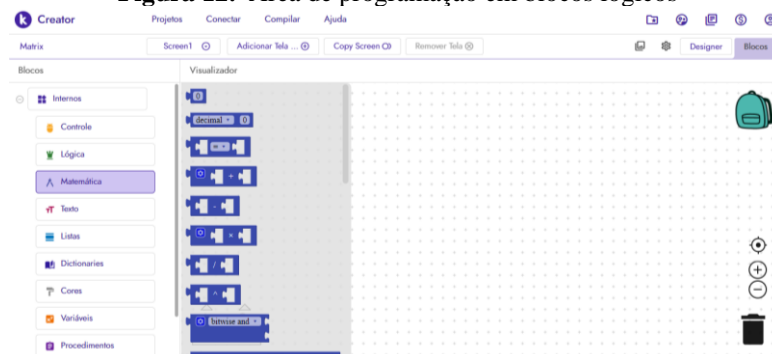 Figura 22: Área de programação em blocos lógicos
Creator Projetos Conectar Compilar Ajuda
Matrix Screen1 Adicionar Tela ... Copy Screen Remover Tela Designer Blocos
Blocos Visualizador
Internos
Controle
Lógica
Matemática
Texto
Listas
Dictionaries
Cores
Variáveis
Procedimentos
0
decimal 0
=
+
-
×
/
^
bitwise and